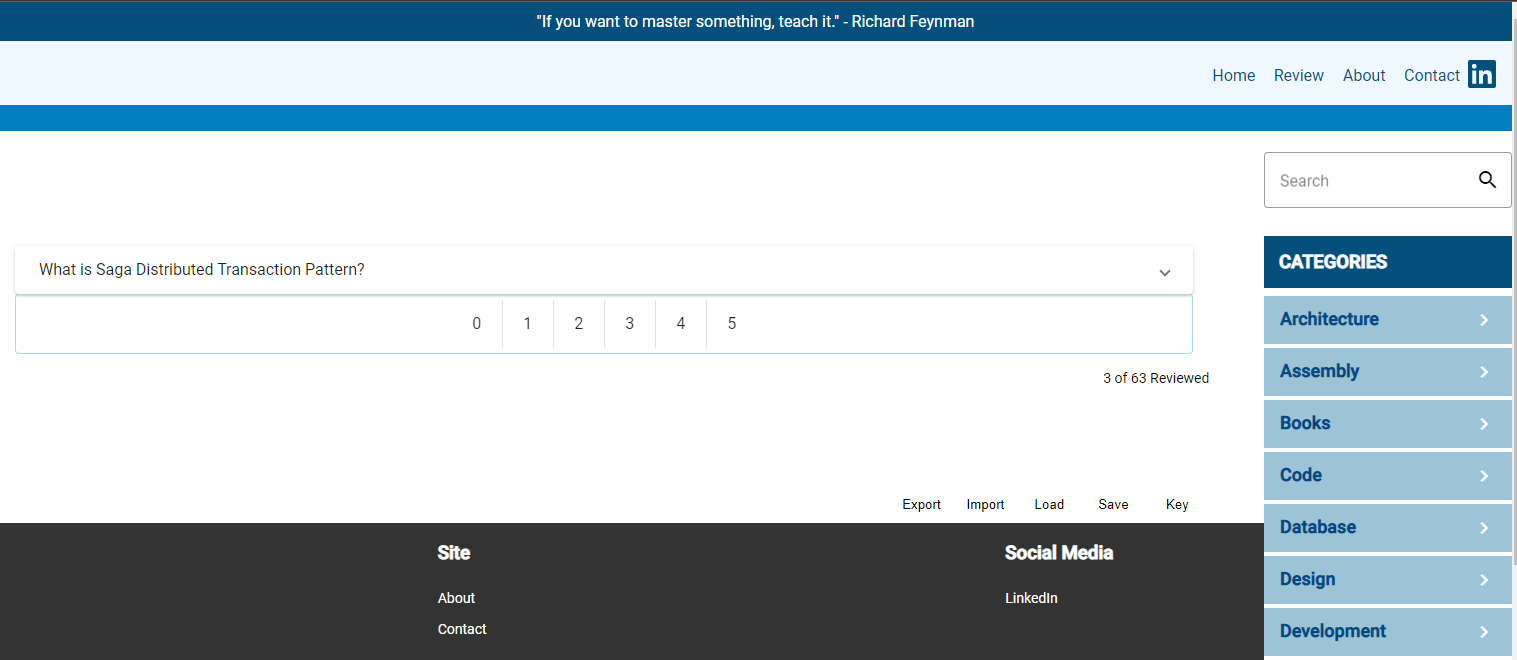 "If you want to master something, teach it." - Richard Feynman
Home Review About Contact in
Search
What is Saga Distributed Transaction Pattern?
0 1 2 3 4 5
3 of 63 Reviewed
CATEGORIES
Architecture
Assembly
Books
Code
Database
Design
Development
Export Import Load Save Key
Site
About
Contact
Social Media
LinkedIn